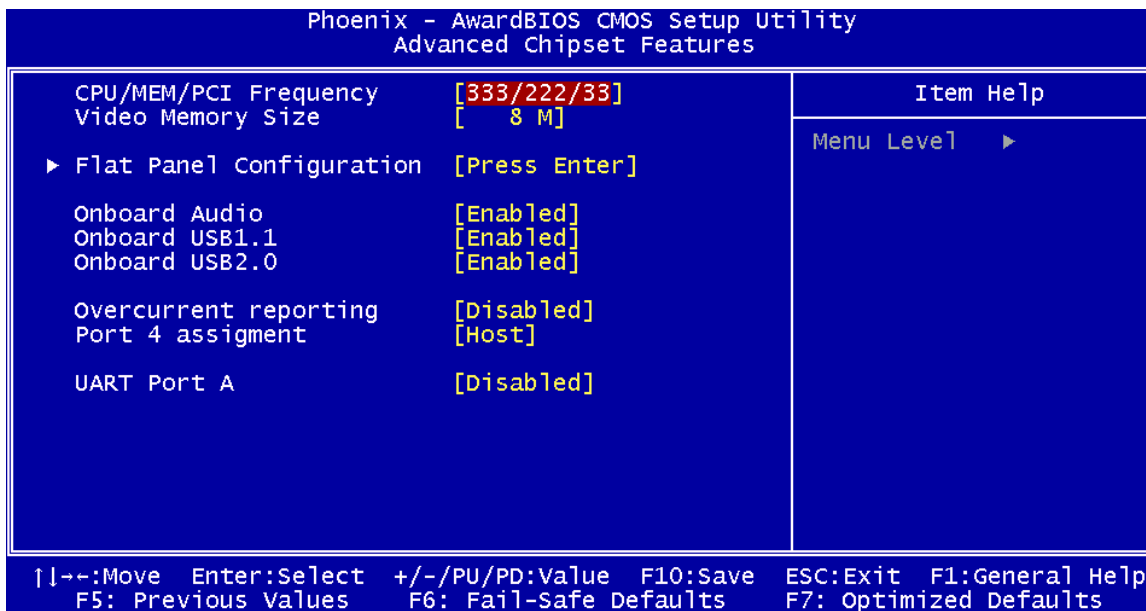 Phoenix - AwardBIOS CMOS Setup Utility
Advanced Chipset Features
CPU/MEM/PCI Frequency [333/222/33]
Video Memory Size [ 8 M]
▶ Flat Panel Configuration [Press Enter]
Onboard Audio [Enabled]
Onboard USB1.1 [Enabled]
Onboard USB2.0 [Enabled]
Overcurrent reporting [Disabled]
Port 4 assigment [Host]
UART Port A [Disabled]
Item Help
Menu Level ▶
↑↓→←:Move Enter:Select +/-/PU/PD:Value F10:Save ESC:Exit F1:General Help
F5: Previous Values F6: Fail-Safe Defaults F7: Optimized Defaults